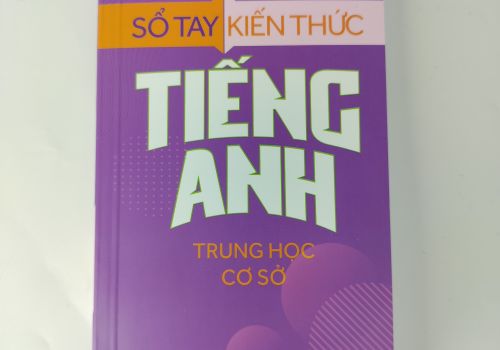 SỔ TAY KIẾN THỨC
TIẾNG
ANH
TRUNG HỌC
CƠ SỞ